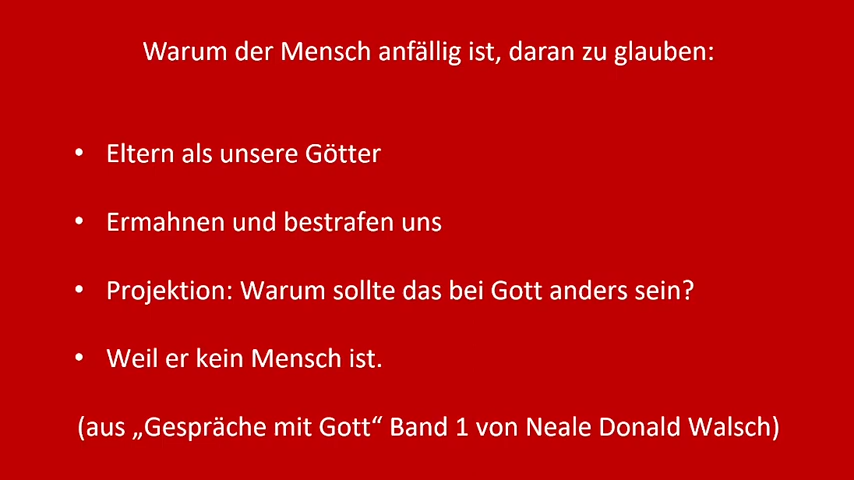 Warum der Mensch anfällig ist, daran zu glauben:
• Eltern als unsere Götter
• Ermahnen und bestrafen uns
• Projektion: Warum sollte das bei Gott anders sein?
• Weil er kein Mensch ist.
(aus „Gespräche mit Gott“ Band 1 von Neale Donald Walsch)